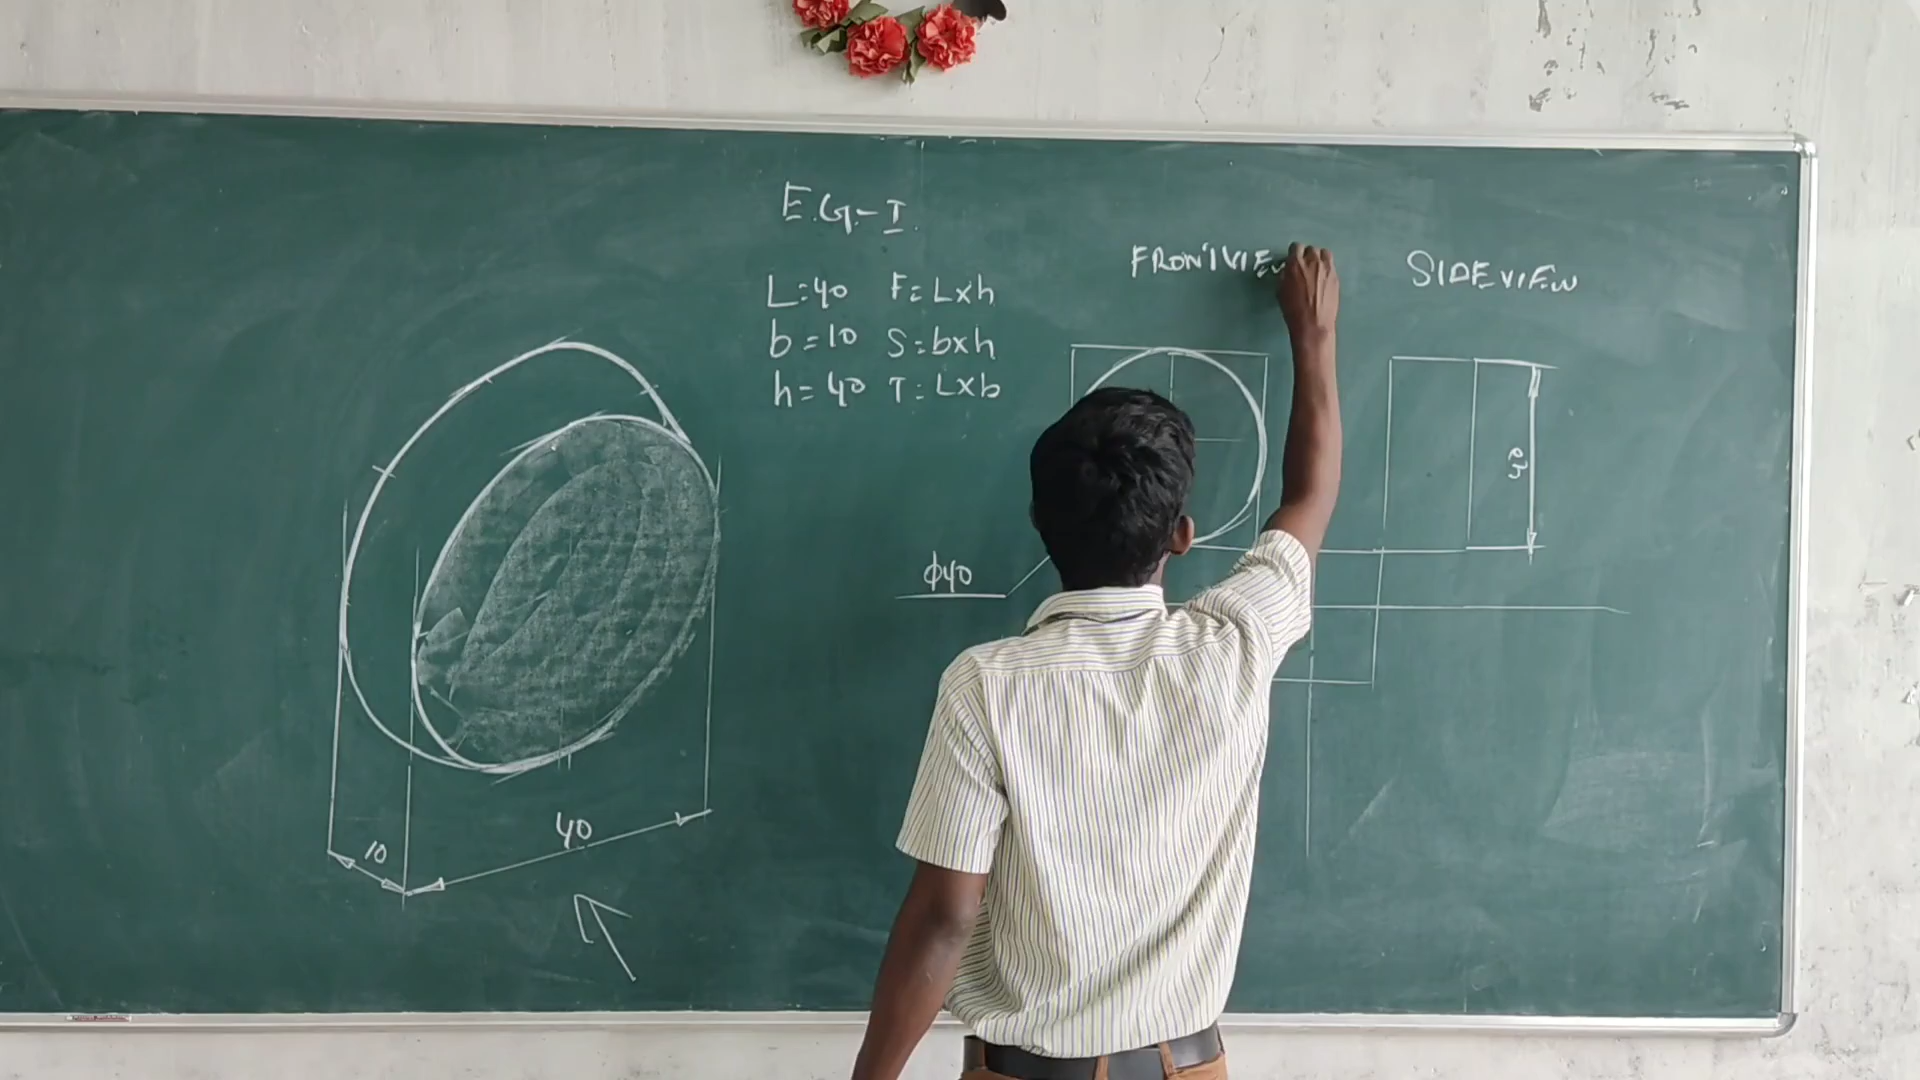 E.G.-I.
L=40 F=Lxh
b=10 S=bxh
h=40 T=Lxb
FRONTVIEW
SIDEVIEW
φ40
40
10